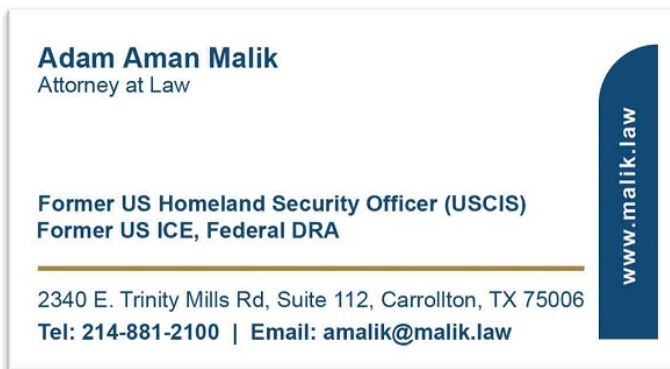 Adam Aman Malik
Attorney at Law
Former US Homeland Security Officer (USCIS)
Former US ICE, Federal DRA
2340 E. Trinity Mills Rd, Suite 112, Carrollton, TX 75006
Tel: 214-881-2100 | Email: amalik@malik.law
www.malik.law